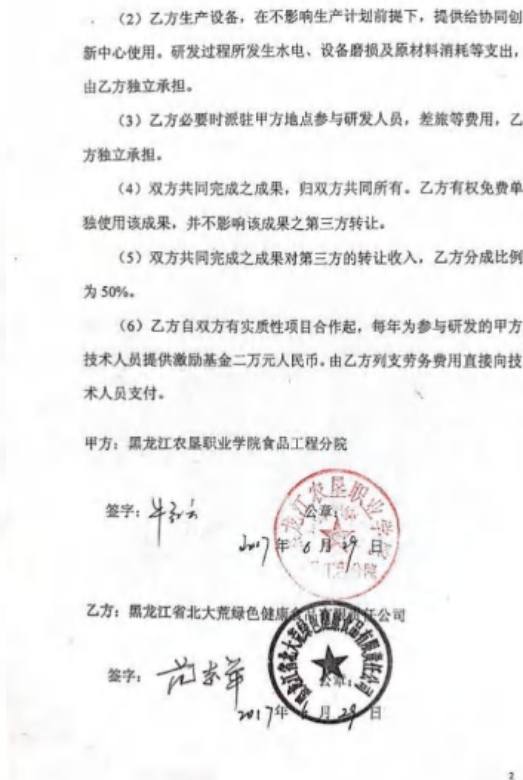 （2）乙方生产设备，在不影响生产计划前提下，提供给协同创
新中心使用。研发过程所发生水电、设备磨损及原材料消耗等支出，
由乙方独立承担。
（3）乙方必要时派驻甲方地点参与研发人员，差旅等费用，乙
方独立承担。
（4）双方共同完成之成果，归双方共同所有。乙方有权免费单
独使用该成果，并不影响该成果之第三方转让。
（5）双方共同完成之成果对第三方的转让收入，乙方分成比例
为 50%。
（6）乙方自双方有实质性项目合作起，每年为参与研发的甲方
技术人员提供激励基金二万元人民币。由乙方列支劳务费用直接向技
术人员支付。
甲方：黑龙江农垦职业学院食品工程分院
签字： 公章：
2017年 6 月 29 日
乙方：黑龙江省北大荒绿色健康食品有限责任公司
签字： 公章：
2017年 月 29 日
2